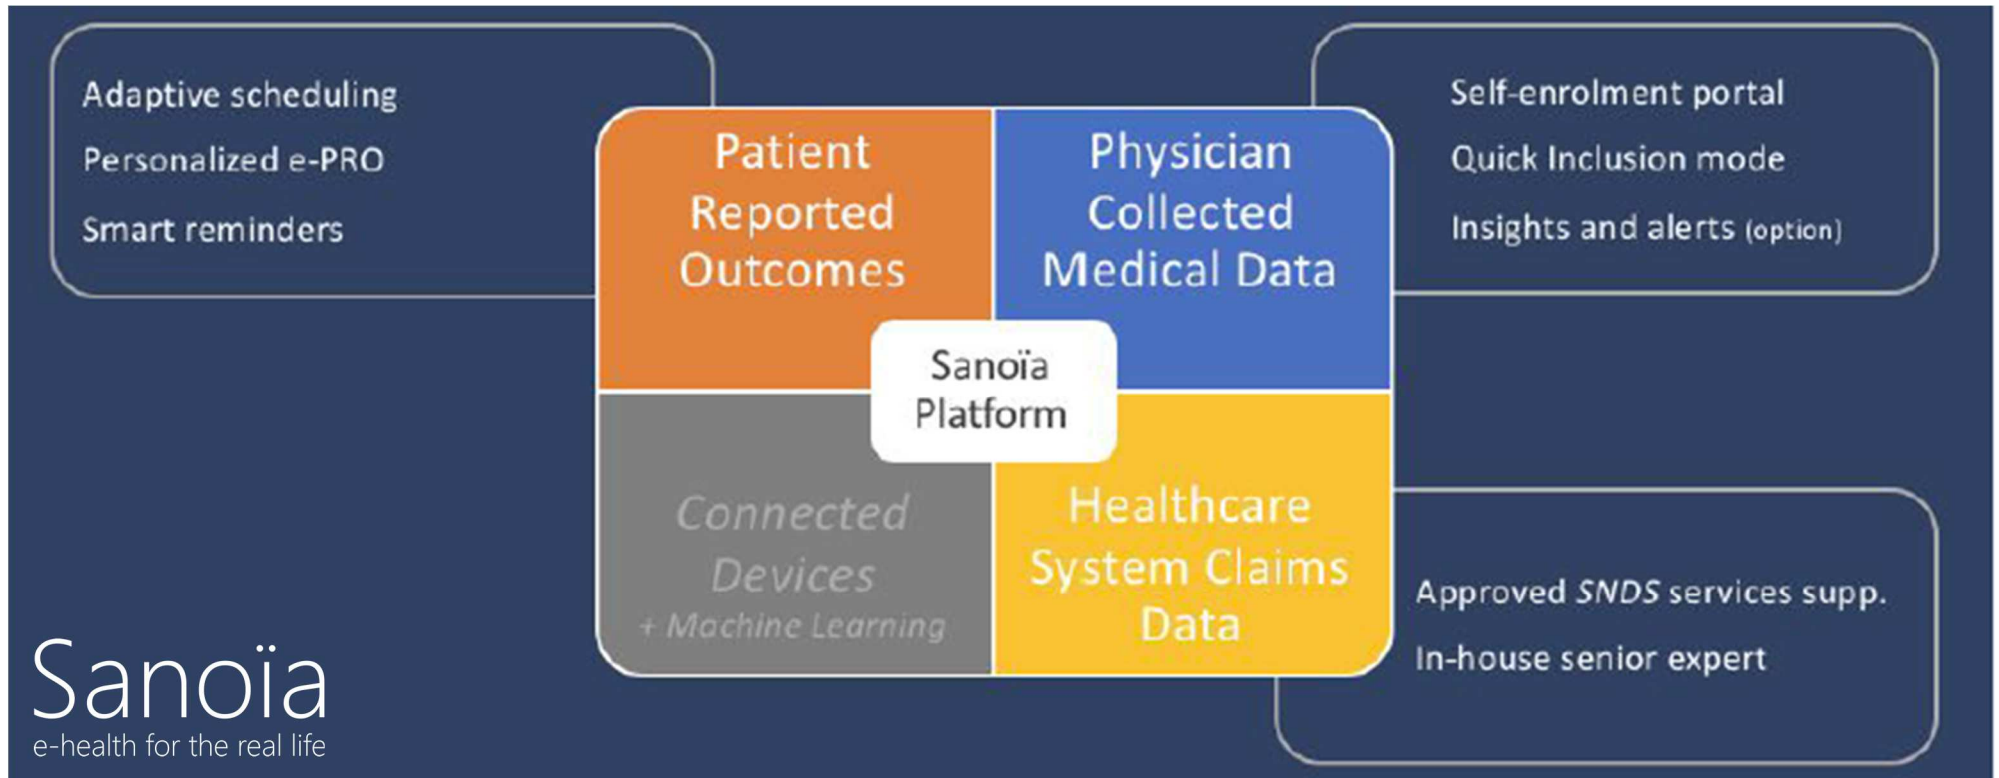 Adaptive scheduling
Personalized e-PRO
Smart reminders
Patient
Reported
Outcomes
Physician
Collected
Medical Data
Self-enrolment portal
Quick Inclusion mode
Insights and alerts (option)
Sanoïa
Platform
Connected
Devices
+ Machine Learning
Healthcare
System Claims
Data
Approved SNDS services supp.
In-house senior expert
Sanoïa
e-health for the real life